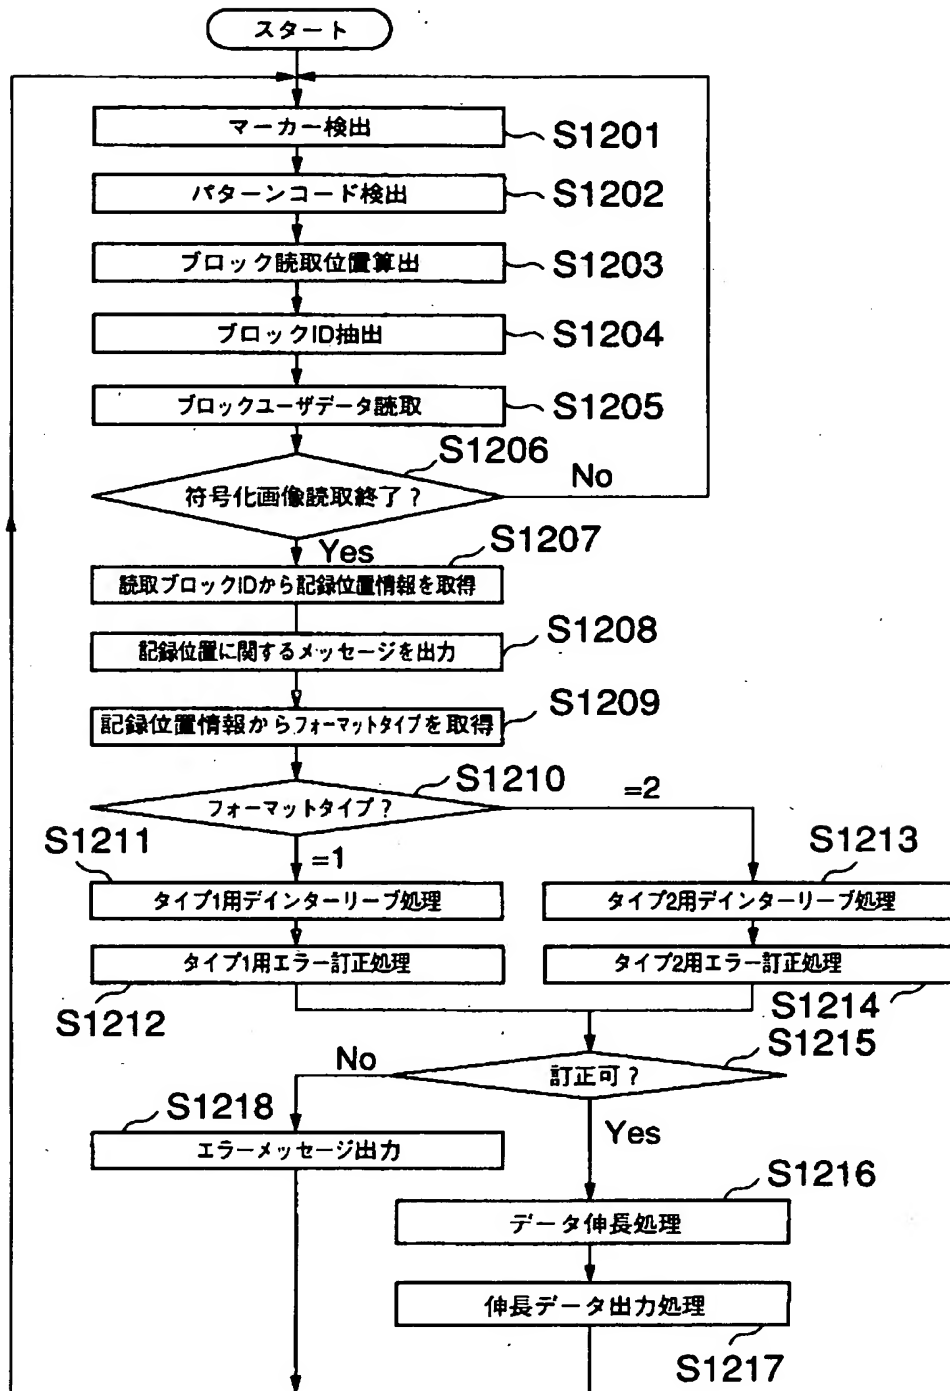 スタート
マーカー検出
S1201
パターンコード検出
S1202
ブロック読取位置算出
S1203
ブロックID抽出
S1204
ブロックユーザデータ読取
S1205
S1206
符号化画像読取終了?
No
Yes
S1207
読取ブロックIDから記録位置情報を取得
S1208
記録位置に関するメッセージを出力
S1209
記録位置情報からフォーマットタイプを取得
S1210
フォーマットタイプ?
=2
=1
S1211
S1213
タイプ1用デインターリーブ処理
タイプ2用デインターリーブ処理
タイプ1用エラー訂正処理
タイプ2用エラー訂正処理
S1212
S1214
S1215
訂正可?
No
Yes
S1218
エラーメッセージ出力
S1216
データ伸長処理
伸長データ出力処理
S1217